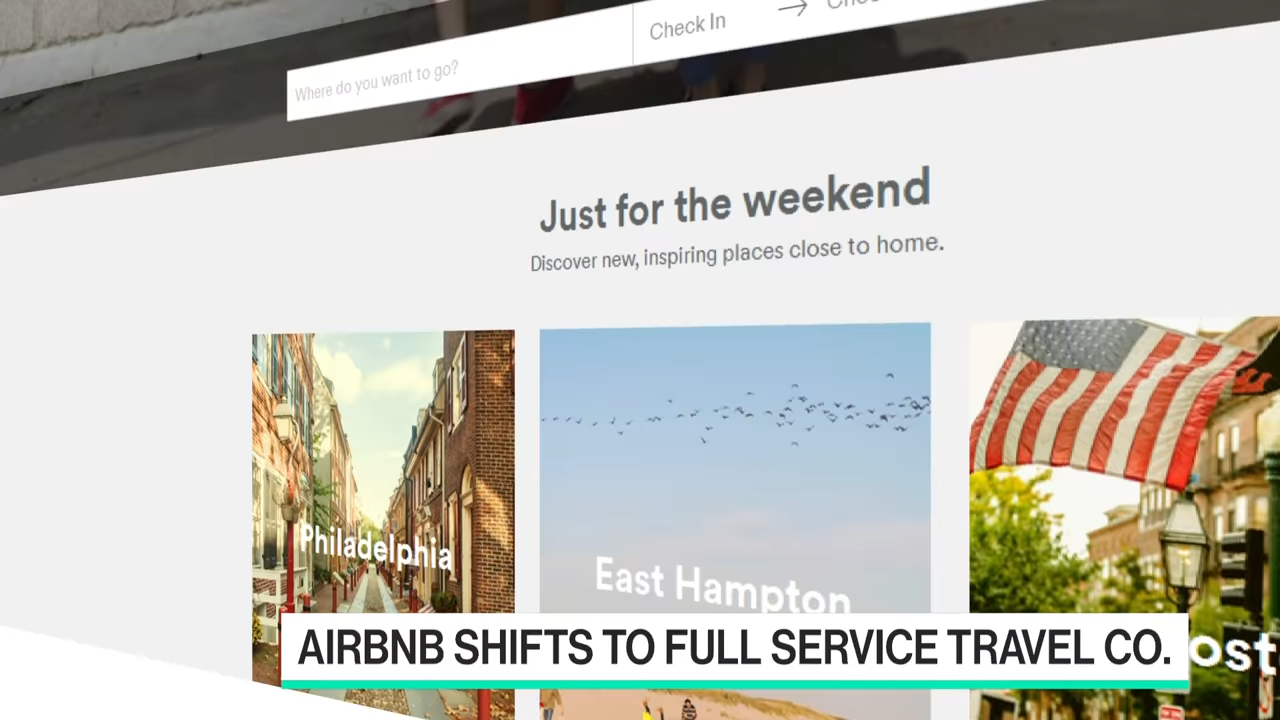 Check In
Where do you want to go?
Just for the weekend
Discover new, inspiring places close to home.
Philadelphia
East Hampton
AIRBNB SHIFTS TO FULL SERVICE TRAVEL CO.